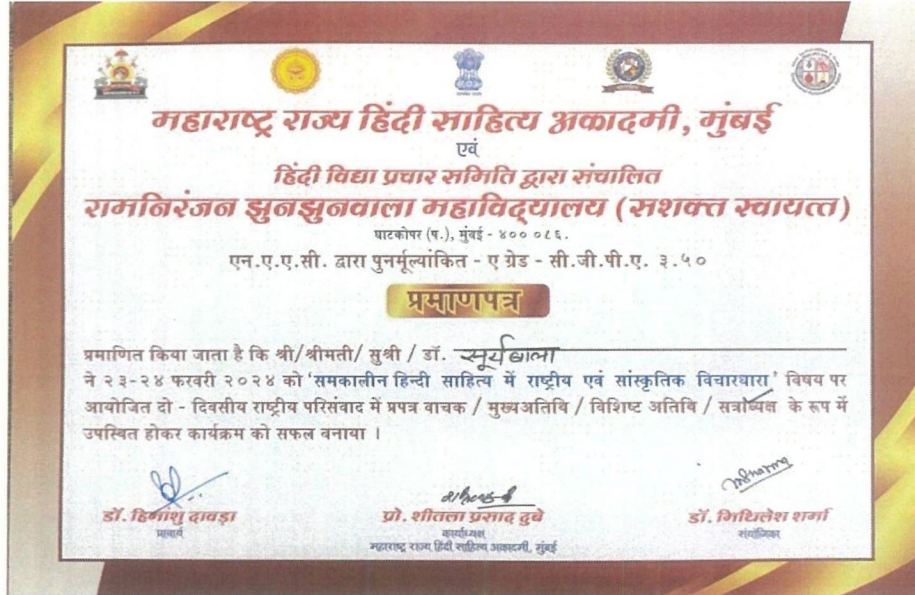 महाराष्ट्र राज्य हिंदी साहित्य अकादमी, मुंबई
एवं
हिंदी विद्या प्रचार समिति द्वारा संचालित
रामनिरंजन झुनझुनवाला महाविद्यालय (सशक्त स्वायत्त)
घाटकोपर (प.), मुंबई - ४०० ०८६.
एन.ए.ए.सी. द्वारा पुनर्मूल्यांकित - ए ग्रेड - सी.जी.पी.ए. ३.५०
प्रमाणपत्र
प्रमाणित किया जाता है कि श्री/श्रीमती/ सुश्री / डॉ. सूर्यबाला
ने २३-२४ फरवरी २०२४ को 'समकालीन हिन्दी साहित्य में राष्ट्रीय एवं सांस्कृतिक विचारधारा' विषय पर
आयोजित दो - दिवसीय राष्ट्रीय परिसंवाद में प्रपत्र वाचक / मुख्यअतिथि / विशिष्ट अतिथि / सत्राध्यक्ष के रूप में
उपस्थित होकर कार्यक्रम को सफल बनाया ।
डॉ. हिमांशु दावड़ा
प्राचार्य
प्रो. शीतला प्रसाद दुबे
कार्याध्यक्ष
महाराष्ट्र राज्य हिंदी साहित्य अकादमी, मुंबई
डॉ. मिथिलेश शर्मा
संयोजिका